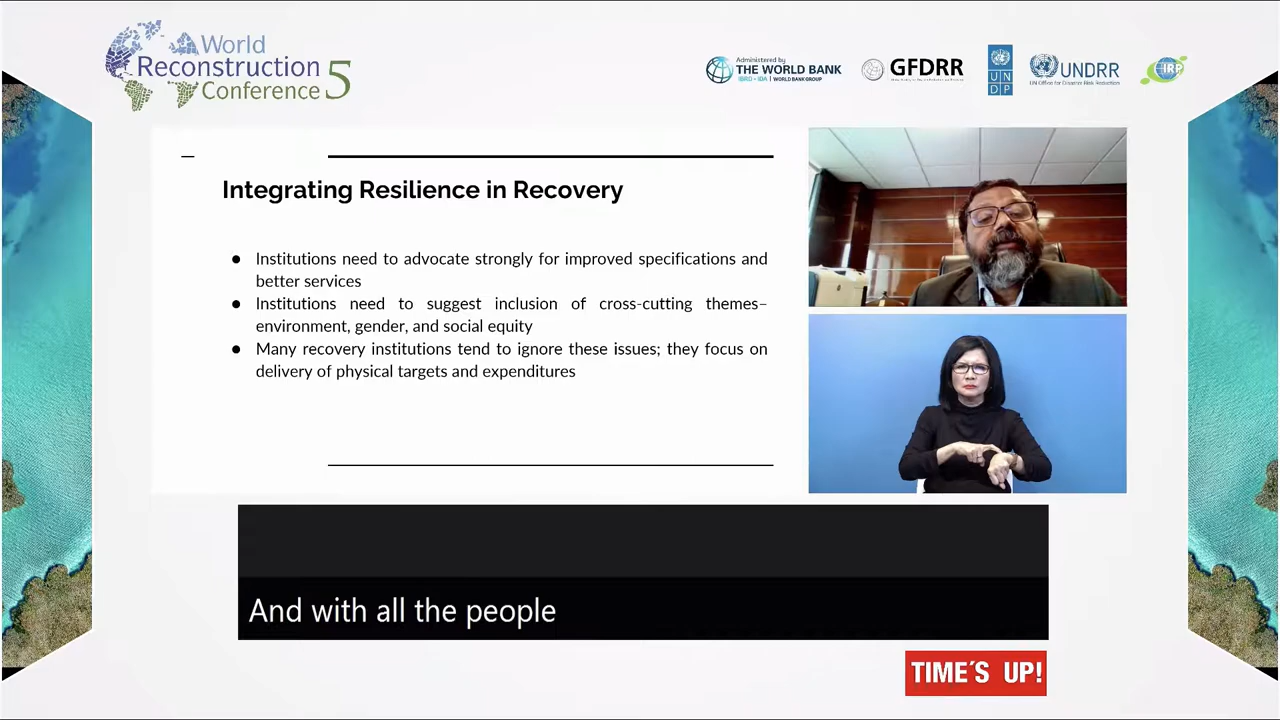 World
Reconstruction
Conference 5
Administered by
THE WORLD BANK
IBRD • IDA | WORLD BANK GROUP
GFDRR
U N
D P
UNDRR
UN Office for Disaster Risk Reduction
IRP
Integrating Resilience in Recovery
● Institutions need to advocate strongly for improved specifications and
better services
● Institutions need to suggest inclusion of cross-cutting themes–
environment, gender, and social equity
● Many recovery institutions tend to ignore these issues; they focus on
delivery of physical targets and expenditures
And with all the people
TIME´S UP!